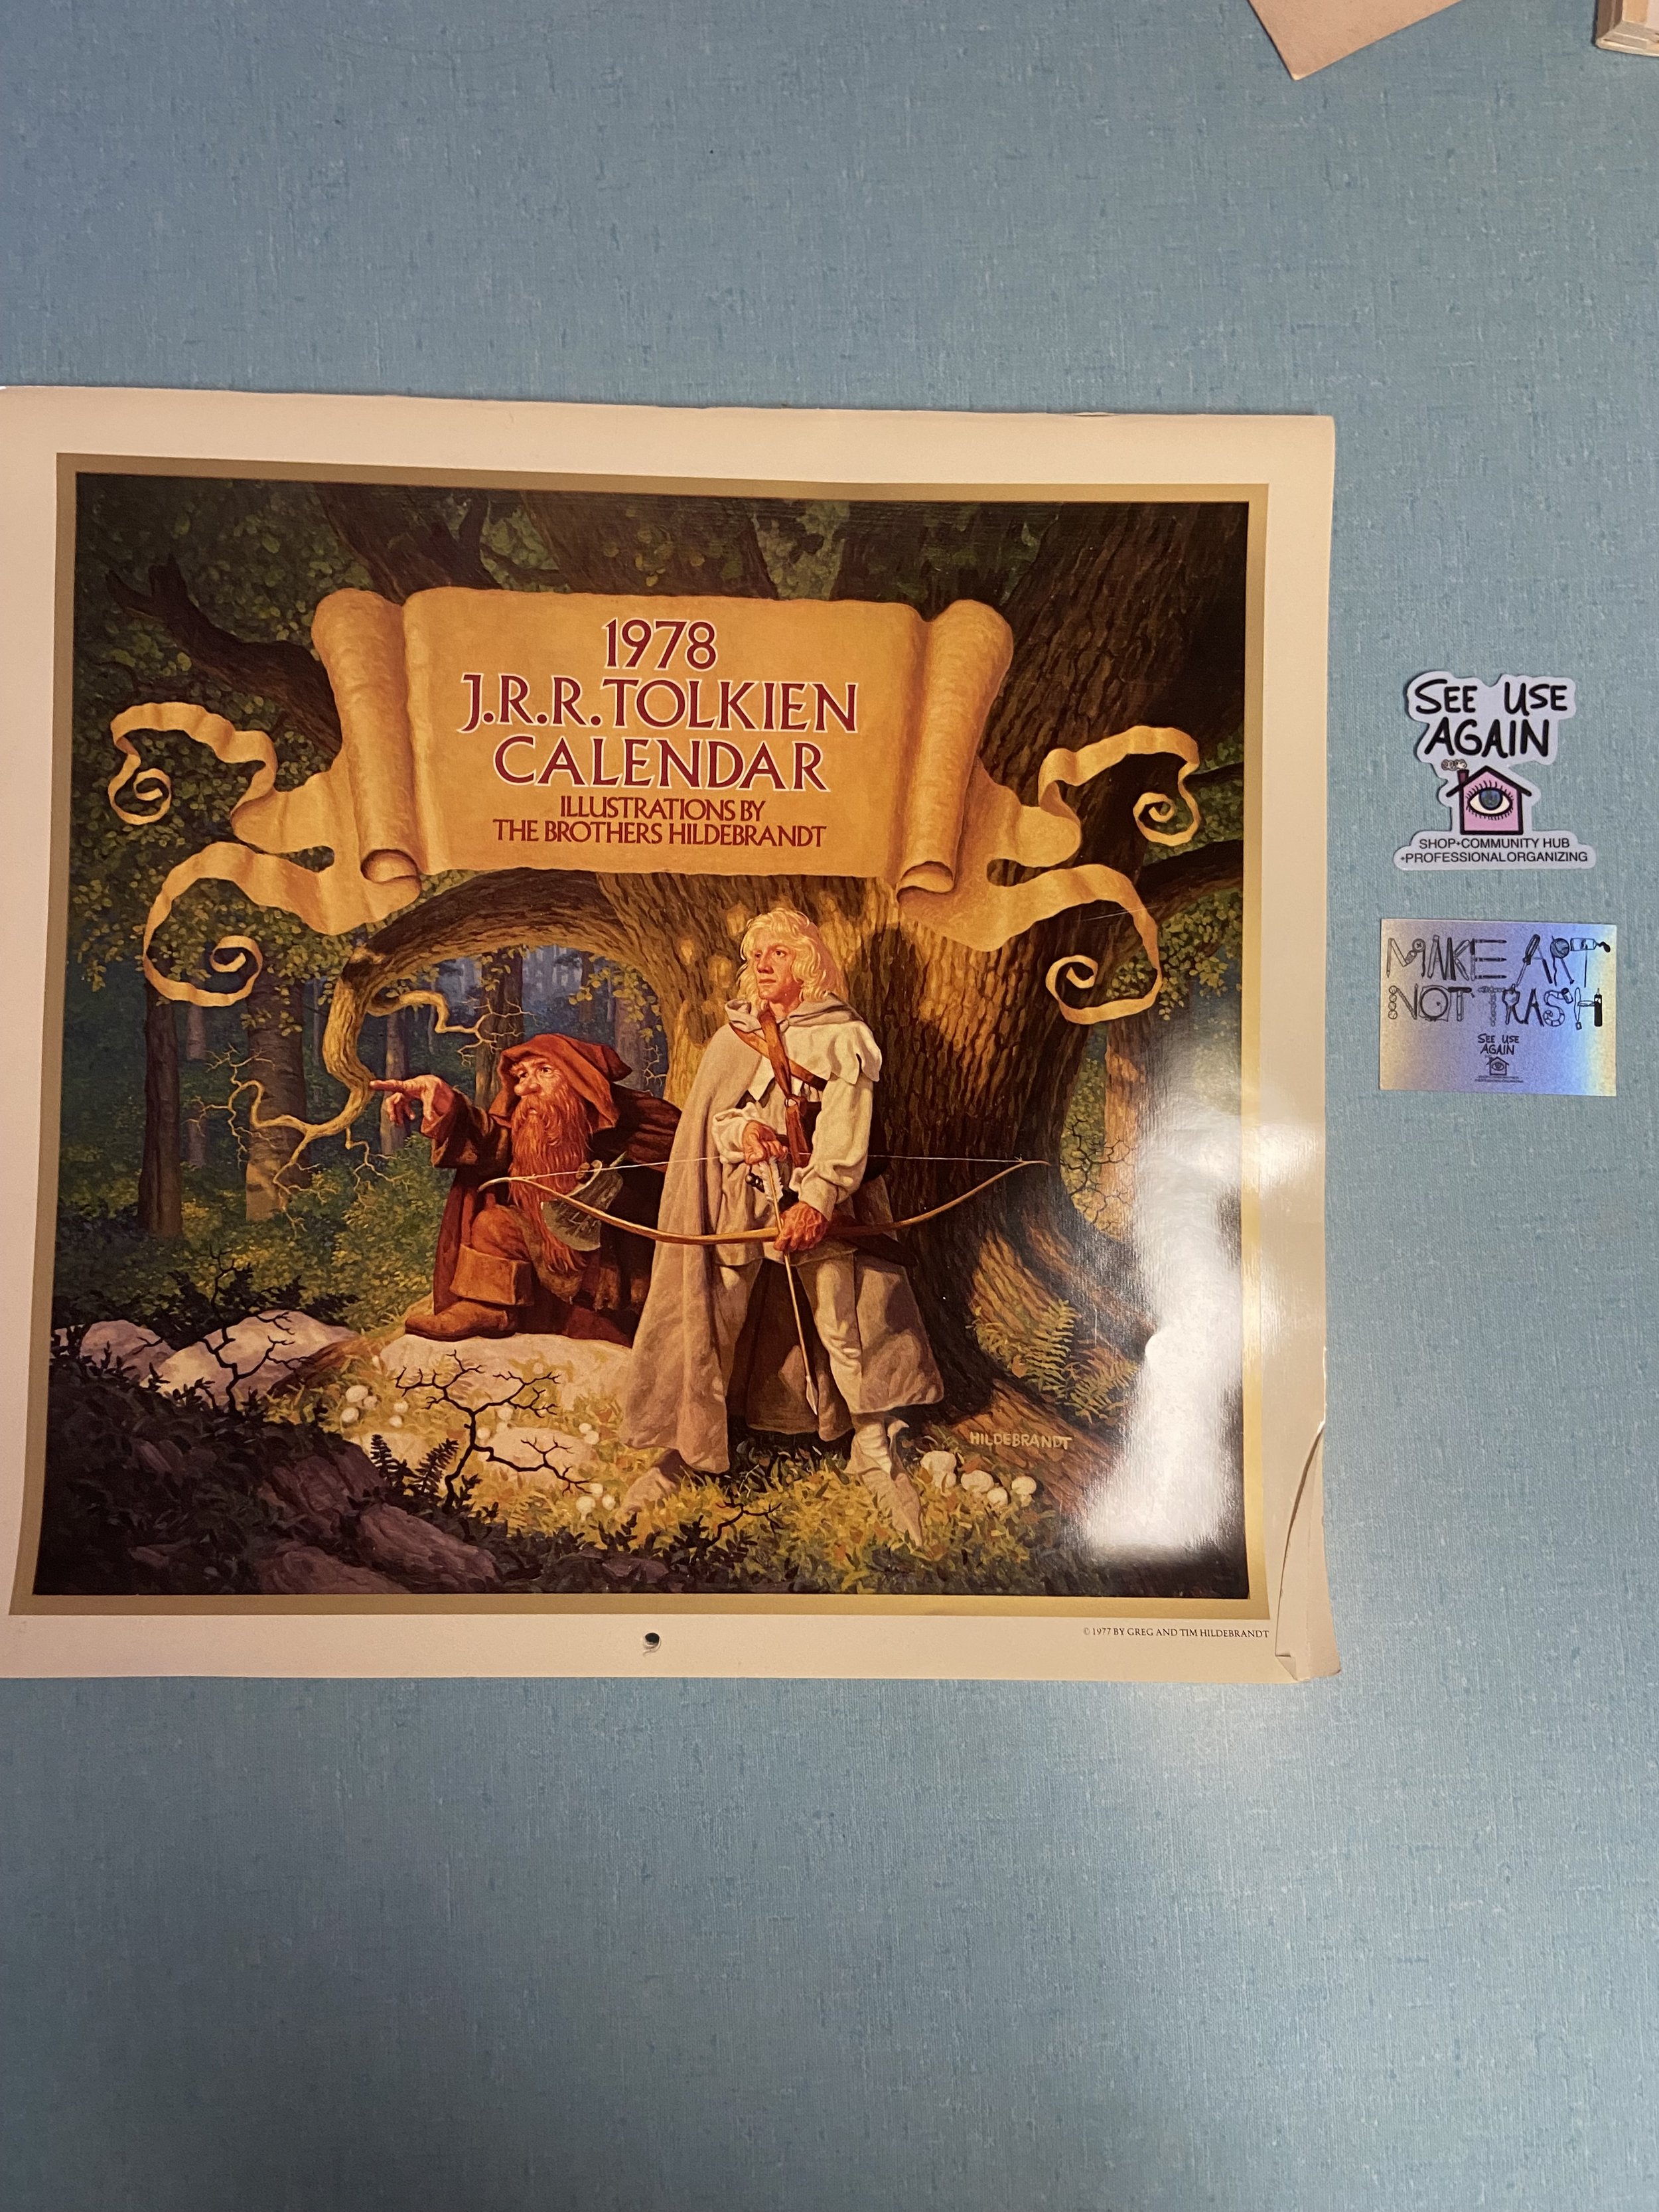 1978
J.R.R. TOLKIEN
CALENDAR
ILLUSTRATIONS BY
THE BROTHERS HILDEBRANDT
HILDEBRANDT
© 1977 BY GREG AND TIM HILDEBRANDT
SEE USE
AGAIN
SHOP•COMMUNITY HUB
•PROFESSIONAL ORGANIZING
MAKE ART
NOT TRASH
SEE USE
AGAIN